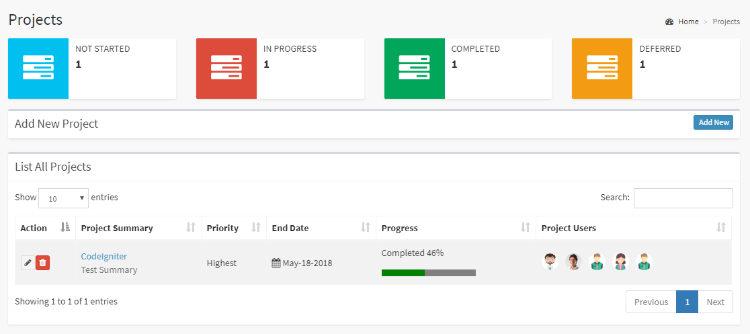 Projects
Home > Projects
NOT STARTED
1
IN PROGRESS
1
COMPLETED
1
DEFERRED
1
Add New Project
Add New
List All Projects
Show 10 entries
Search:
Action Project Summary Priority End Date Progress Project Users
CodeIgniter
Test Summary
Highest
May-18-2018
Completed 46%
Showing 1 to 1 of 1 entries
Previous 1 Next